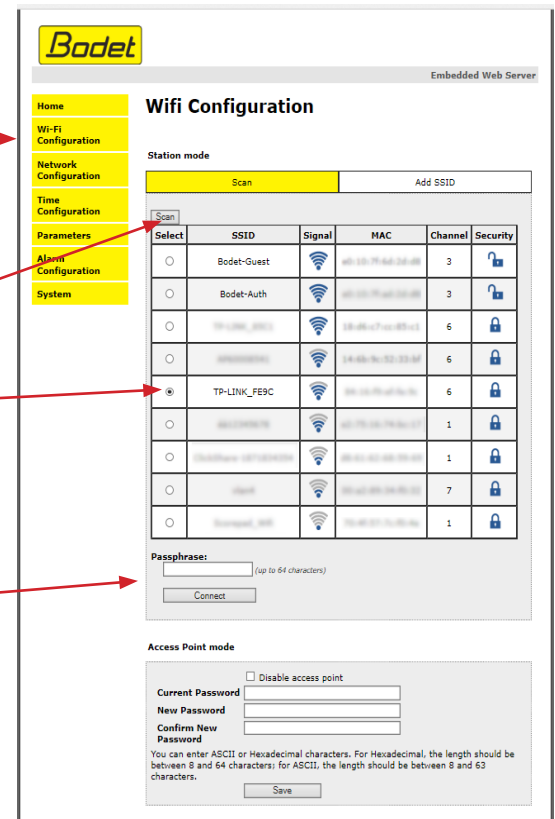 Bodet
Embedded Web Server
Home
Wi-Fi
Configuration
Network
Configuration
Time
Configuration
Parameters
Alarm
Configuration
System
Wifi Configuration
Station mode
Scan Add SSID
Scan
Select SSID Signal MAC Channel Security
Bodet-Guest 3
Bodet-Auth 3
6
6
TP-LINK_FE9C 6
1
1
7
1
Passphrase:
(up to 64 characters)
Connect
Access Point mode
Disable access point
Current Password
New Password
Confirm New
Password
You can enter ASCII or Hexadecimal characters. For Hexadecimal, the length should be
between 8 and 64 characters; for ASCII, the length should be between 8 and 63
characters.
Save